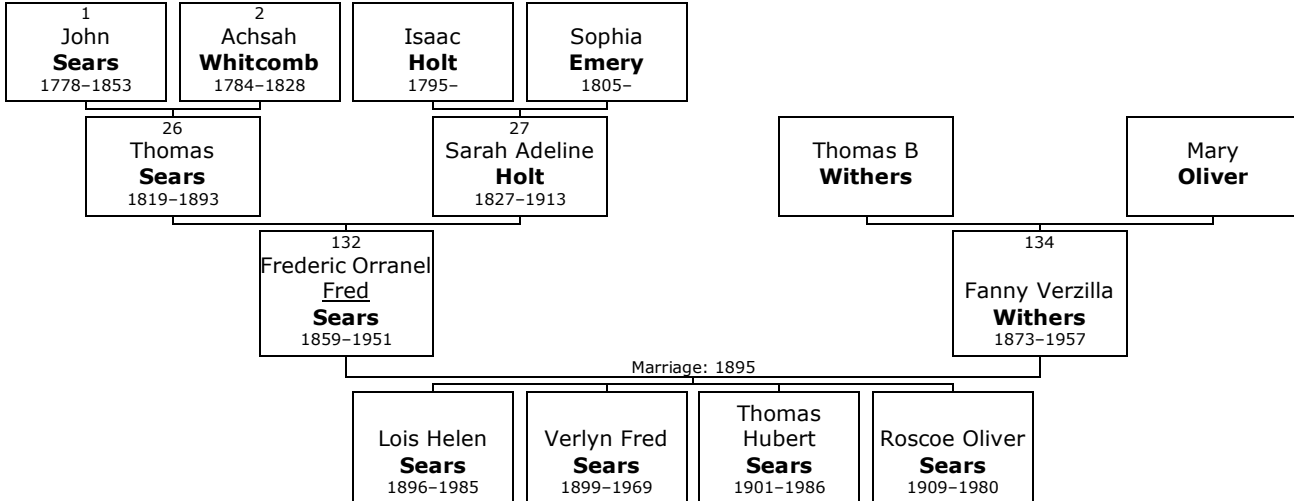 1
John
Sears
1778–1853
2
Achsah
Whitcomb
1784–1828
Isaac
Holt
1795–
Sophia
Emery
1805–
26
Thomas
Sears
1819–1893
27
Sarah Adeline
Holt
1827–1913
Thomas B
Withers
Mary
Oliver
132
Frederic Orranel
Fred
Sears
1859–1951
134
Fanny Verzilla
Withers
1873–1957
Marriage: 1895
Lois Helen
Sears
1896–1985
Verlyn Fred
Sears
1899–1969
Thomas
Hubert
Sears
1901–1986
Roscoe Oliver
Sears
1909–1980